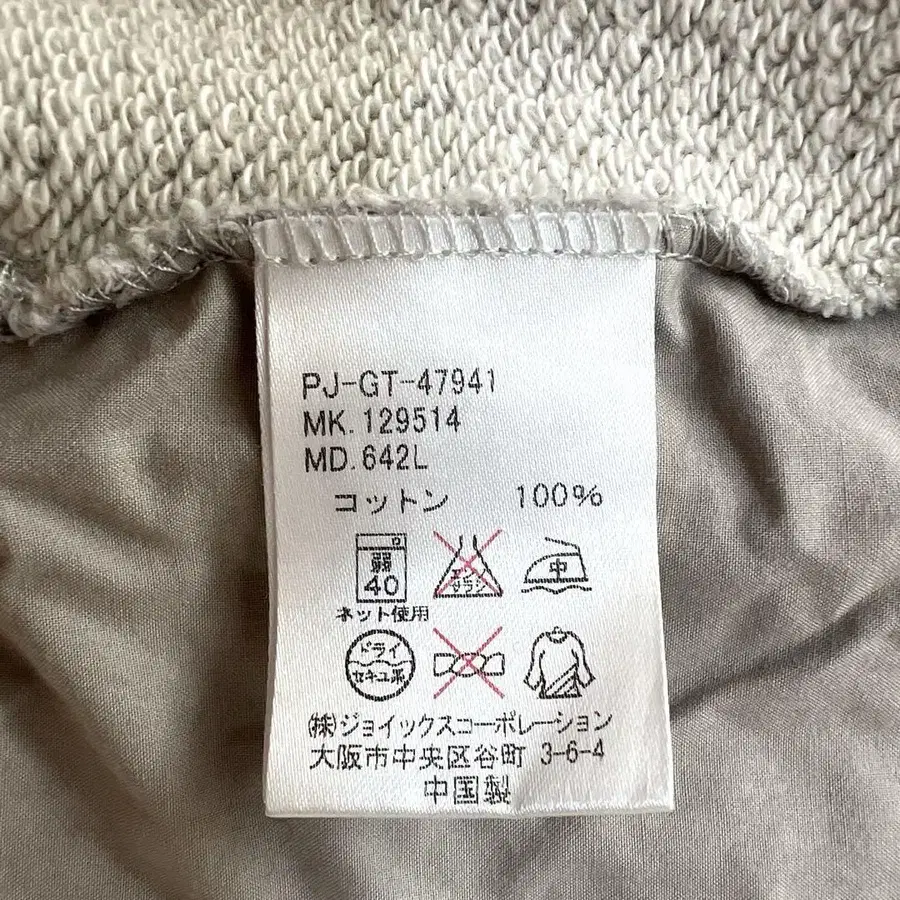 PJ-GT-47941
MK.129514
MD.642L
コットン 100%
弱
40
エンソ
サラシ
中
ネット使用
ドライ
セキユ系
(株)ジョイックスコーポレーション
大阪市中央区谷町 3-6-4
中国製